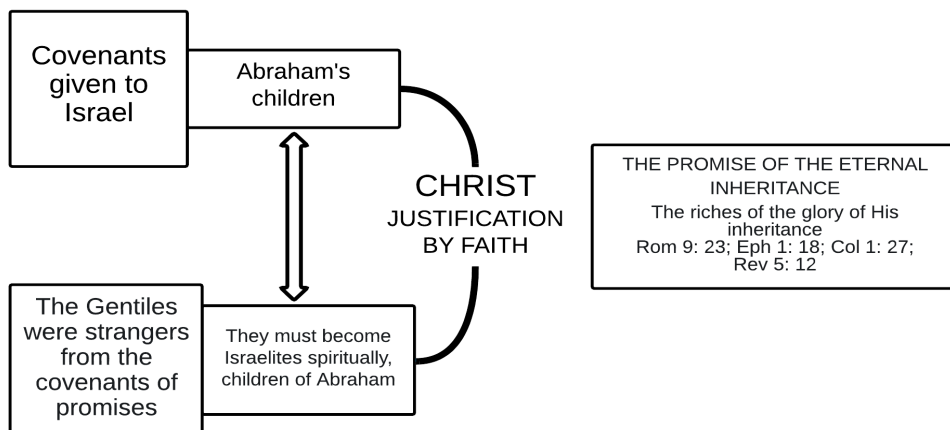 Covenants
given to
Israel
Abraham's
children
CHRIST
JUSTIFICATION
BY FAITH
THE PROMISE OF THE ETERNAL
INHERITANCE
The riches of the glory of His
inheritance
Rom 9: 23; Eph 1: 18; Col 1: 27;
Rev 5: 12
The Gentiles
were strangers
from the
covenants of
promises
They must become
Israelites spiritually,
children of Abraham